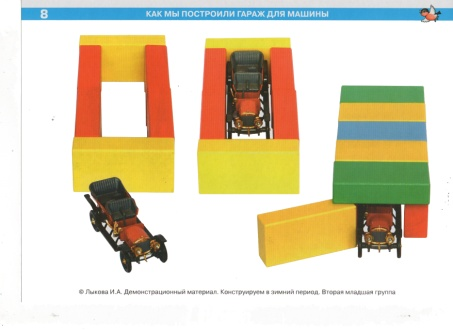 8
КАК МЫ ПОСТРОИЛИ ГАРАЖ ДЛЯ МАШИНЫ
© Лыкова И.А. Демонстрационный материал. Конструируем в зимний период. Вторая младшая группа